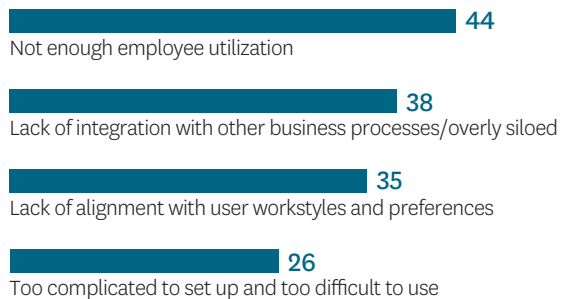 44
Not enough employee utilization
38
Lack of integration with other business processes/overly siloed
35
Lack of alignment with user workstyles and preferences
26
Too complicated to set up and too difficult to use